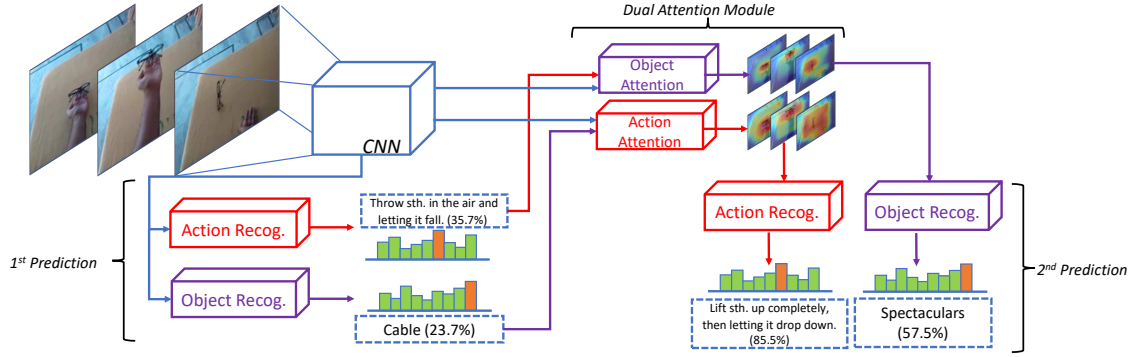 Dual Attention Module
Object
Attention
Action
Attention
CNN
Throw sth. in the air and
letting it fall. (35.7%)
Action Recog.
1st Prediction
Object Recog.
Cable (23.7%)
Action Recog.
Object Recog.
2nd Prediction
Lift sth. up completely,
then letting it drop down.
(85.5%)
Spectaculars
(57.5%)